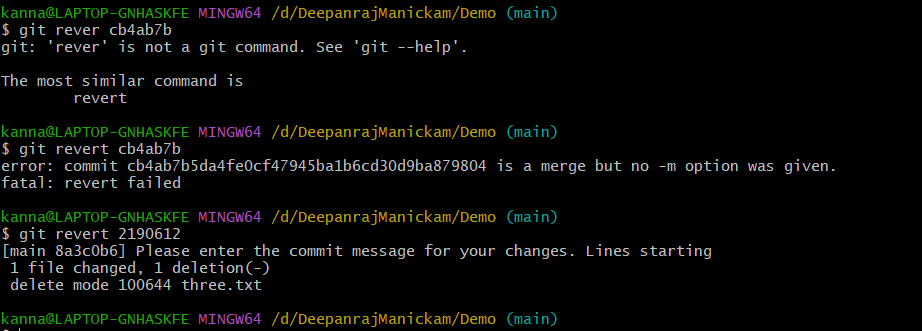 kanna@LAPTOP-GNHASKFE MINGW64 /d/DeepanrajManickam/Demo (main)
$ git rever cb4ab7b
git: 'rever' is not a git command. See 'git --help'.
The most similar command is
revert
kanna@LAPTOP-GNHASKFE MINGW64 /d/DeepanrajManickam/Demo (main)
$ git revert cb4ab7b
error: commit cb4ab7b5da4fe0cf47945ba1b6cd30d9ba879804 is a merge but no -m option was given.
fatal: revert failed
kanna@LAPTOP-GNHASKFE MINGW64 /d/DeepanrajManickam/Demo (main)
$ git revert 2190612
[main 8a3c0b6] Please enter the commit message for your changes. Lines starting
1 file changed, 1 deletion(-)
delete mode 100644 three.txt
kanna@LAPTOP-GNHASKFE MINGW64 /d/DeepanrajManickam/Demo (main)
$